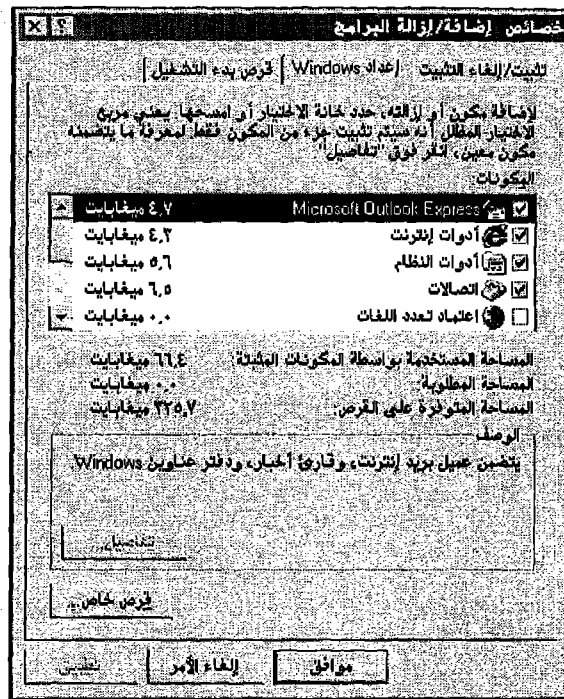 خصائص إضافة/إزالة البرامج
تثبيت/إلغاء التثبيت إعداد Windows قرص بدء التشغيل
لإضافة مكون أو إزالته، حدد خانة الاختيار أو امسحها. يعني مربع
الاختيار المظلل أنه سيتم تثبيت جزء من المكون فقط. لمعرفة ما يتضمنه
مكون معين، انقر فوق "تفاصيل".
المكونات:
Microsoft Outlook Express ٤,٧ ميغابايت
أدوات إنترنت ٤,٣ ميغابايت
أدوات النظام ٥,٦ ميغابايت
اتصالات ٦,٥ ميغابايت
اعتماد تعدد اللغات ٠,٠ ميغابايت
المساحة المستخدمة بواسطة المكونات المثبتة: ٦٦,٤ ميغابايت
المساحة المطلوبة: ٠,٠ ميغابايت
المساحة المتوفرة على القرص: ٣٢٥,٧ ميغابايت
الوصف
يتضمن عميل بريد إنترنت، وقارئ أخبار، ودفتر عناوين Windows.
تفاصيل...
قرص خاص...
موافق إلغاء الأمر تطبيق